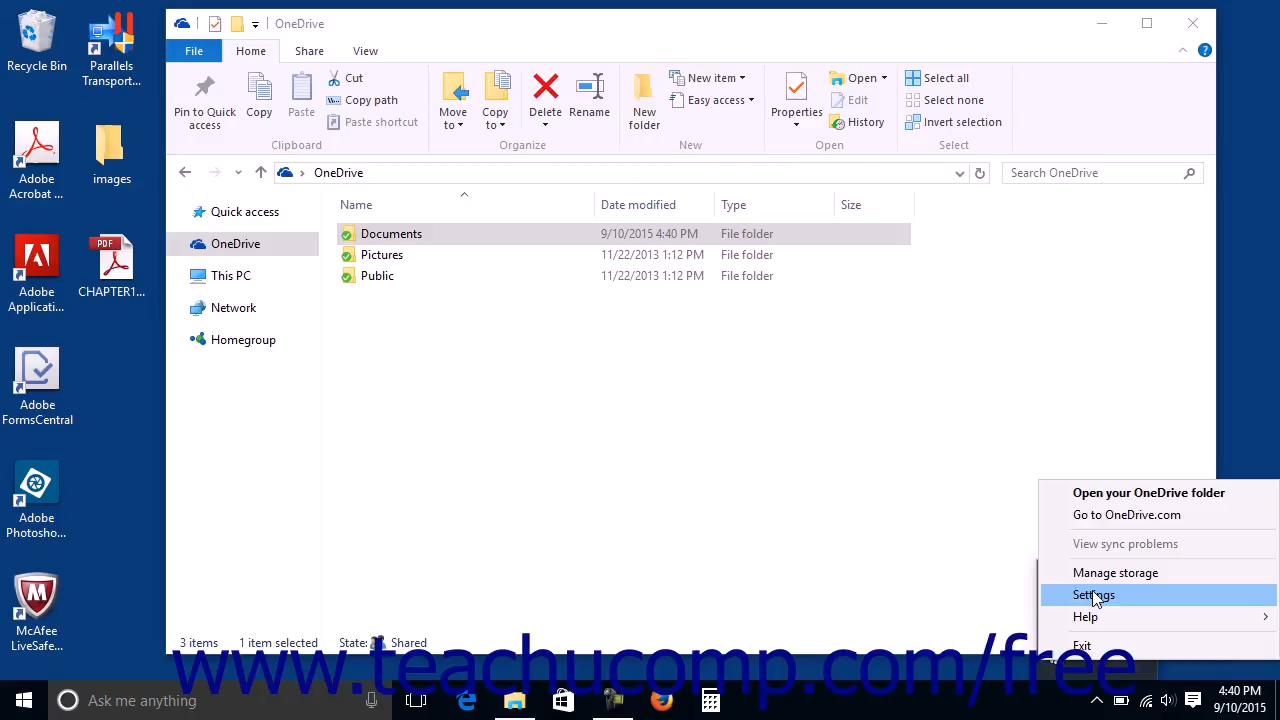 Recycle Bin
Parallels
Transport...
Adobe
Acrobat ...
images
Adobe
Applicati...
PDF
CHAPTER1...
Adobe
FormsCentral
Adobe
Photosho...
McAfee
LiveSafe...
OneDrive
File
Home
Share
View
Pin to Quick
access
Copy
Paste
Cut
Copy path
Paste shortcut
Clipboard
Move
to
Copy
to
Delete
Rename
Organize
New
folder
New item
Easy access
New
Properties
Open
Edit
History
Open
Select all
Select none
Invert selection
Select
OneDrive
Search OneDrive
Quick access
OneDrive
This PC
Network
Homegroup
Name
Date modified
Type
Size
Documents 9/10/2015 4:40 PM File folder
Pictures 11/22/2013 1:12 PM File folder
Public 11/22/2013 1:12 PM File folder
Open your OneDrive folder
Go to OneDrive.com
View sync problems
Manage storage
Settings
Help
Exit
3 items 1 item selected State: Shared
www.teachucomp.com/free
Ask me anything
4:40 PM
9/10/2015